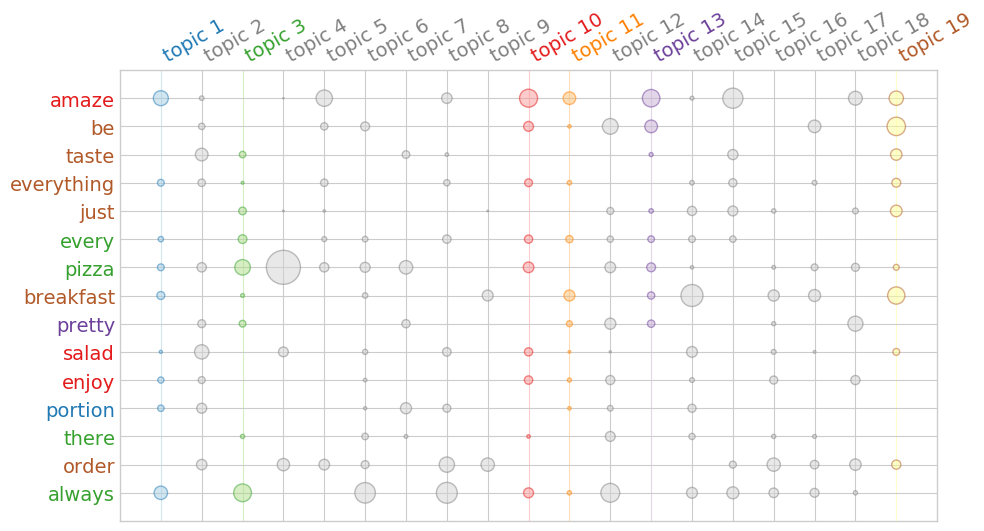 topic 1
topic 2
topic 3
topic 4
topic 5
topic 6
topic 7
topic 8
topic 9
topic 10
topic 11
topic 12
topic 13
topic 14
topic 15
topic 16
topic 17
topic 18
topic 19
amaze
be
taste
everything
just
every
pizza
breakfast
pretty
salad
enjoy
portion
there
order
always